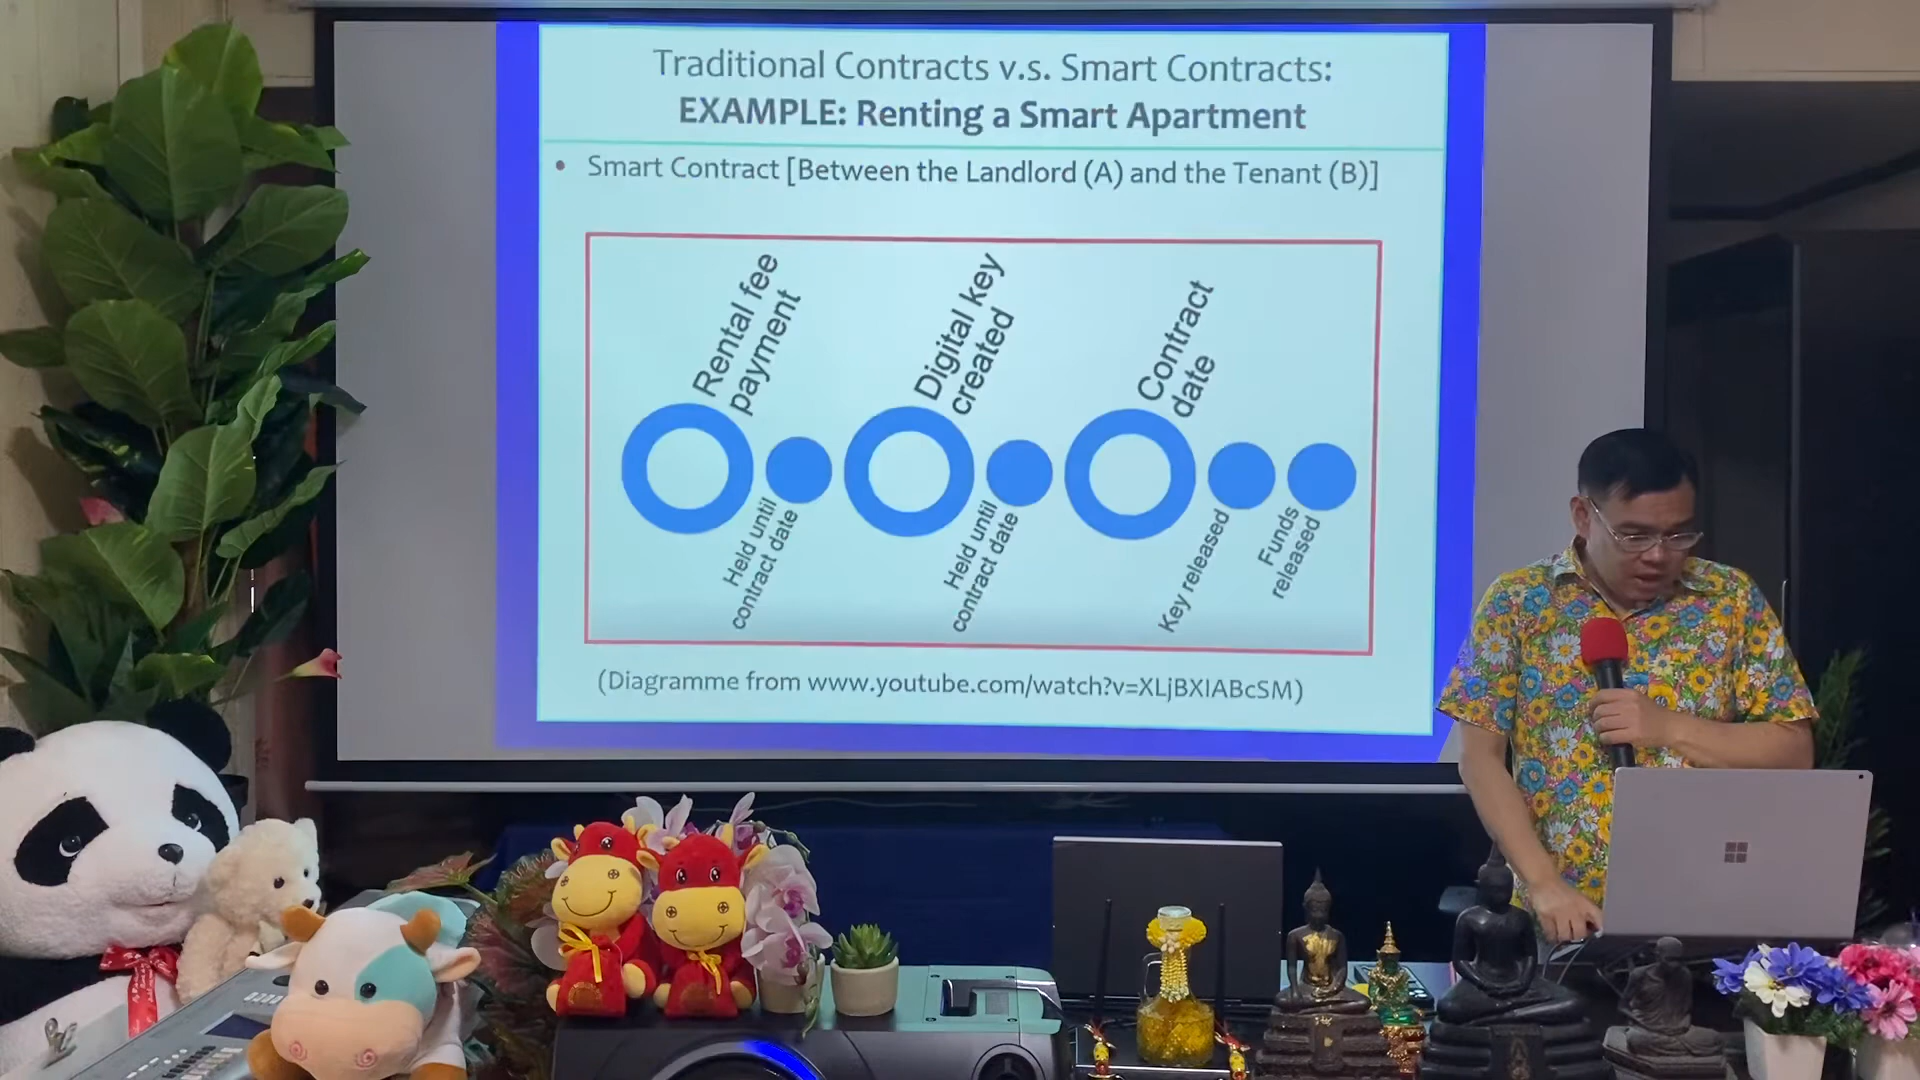 Traditional Contracts v.s. Smart Contracts:
EXAMPLE: Renting a Smart Apartment
• Smart Contract [Between the Landlord (A) and the Tenant (B)]
Rental fee
payment
Held until
contract date
Digital key
created
Held until
contract date
Contract
date
Key released
Funds
released
(Diagramme from www.youtube.com/watch?v=XLjBXIABcSM)